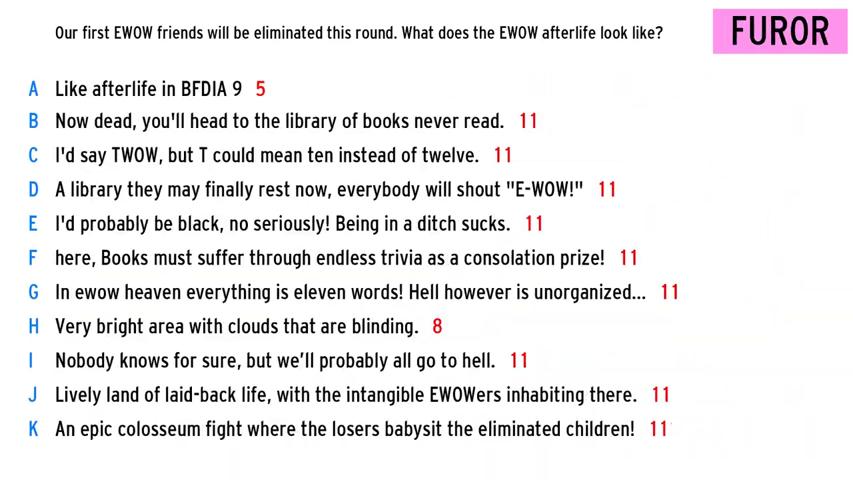 Our first EWOW friends will be eliminated this round. What does the EWOW afterlife look like?
FUROR
A Like afterlife in BFDIA 9 5
B Now dead, you'll head to the library of books never read. 11
C I'd say TWOW, but T could mean ten instead of twelve. 11
D A library they may finally rest now, everybody will shout "E-WOW!" 11
E I'd probably be black, no seriously! Being in a ditch sucks. 11
F here, Books must suffer through endless trivia as a consolation prize! 11
G In ewow heaven everything is eleven words! Hell however is unorganized... 11
H Very bright area with clouds that are blinding. 8
I Nobody knows for sure, but we’ll probably all go to hell. 11
J Lively land of laid-back life, with the intangible EWOWers inhabiting there. 11
K An epic colosseum fight where the losers babysit the eliminated children! 11